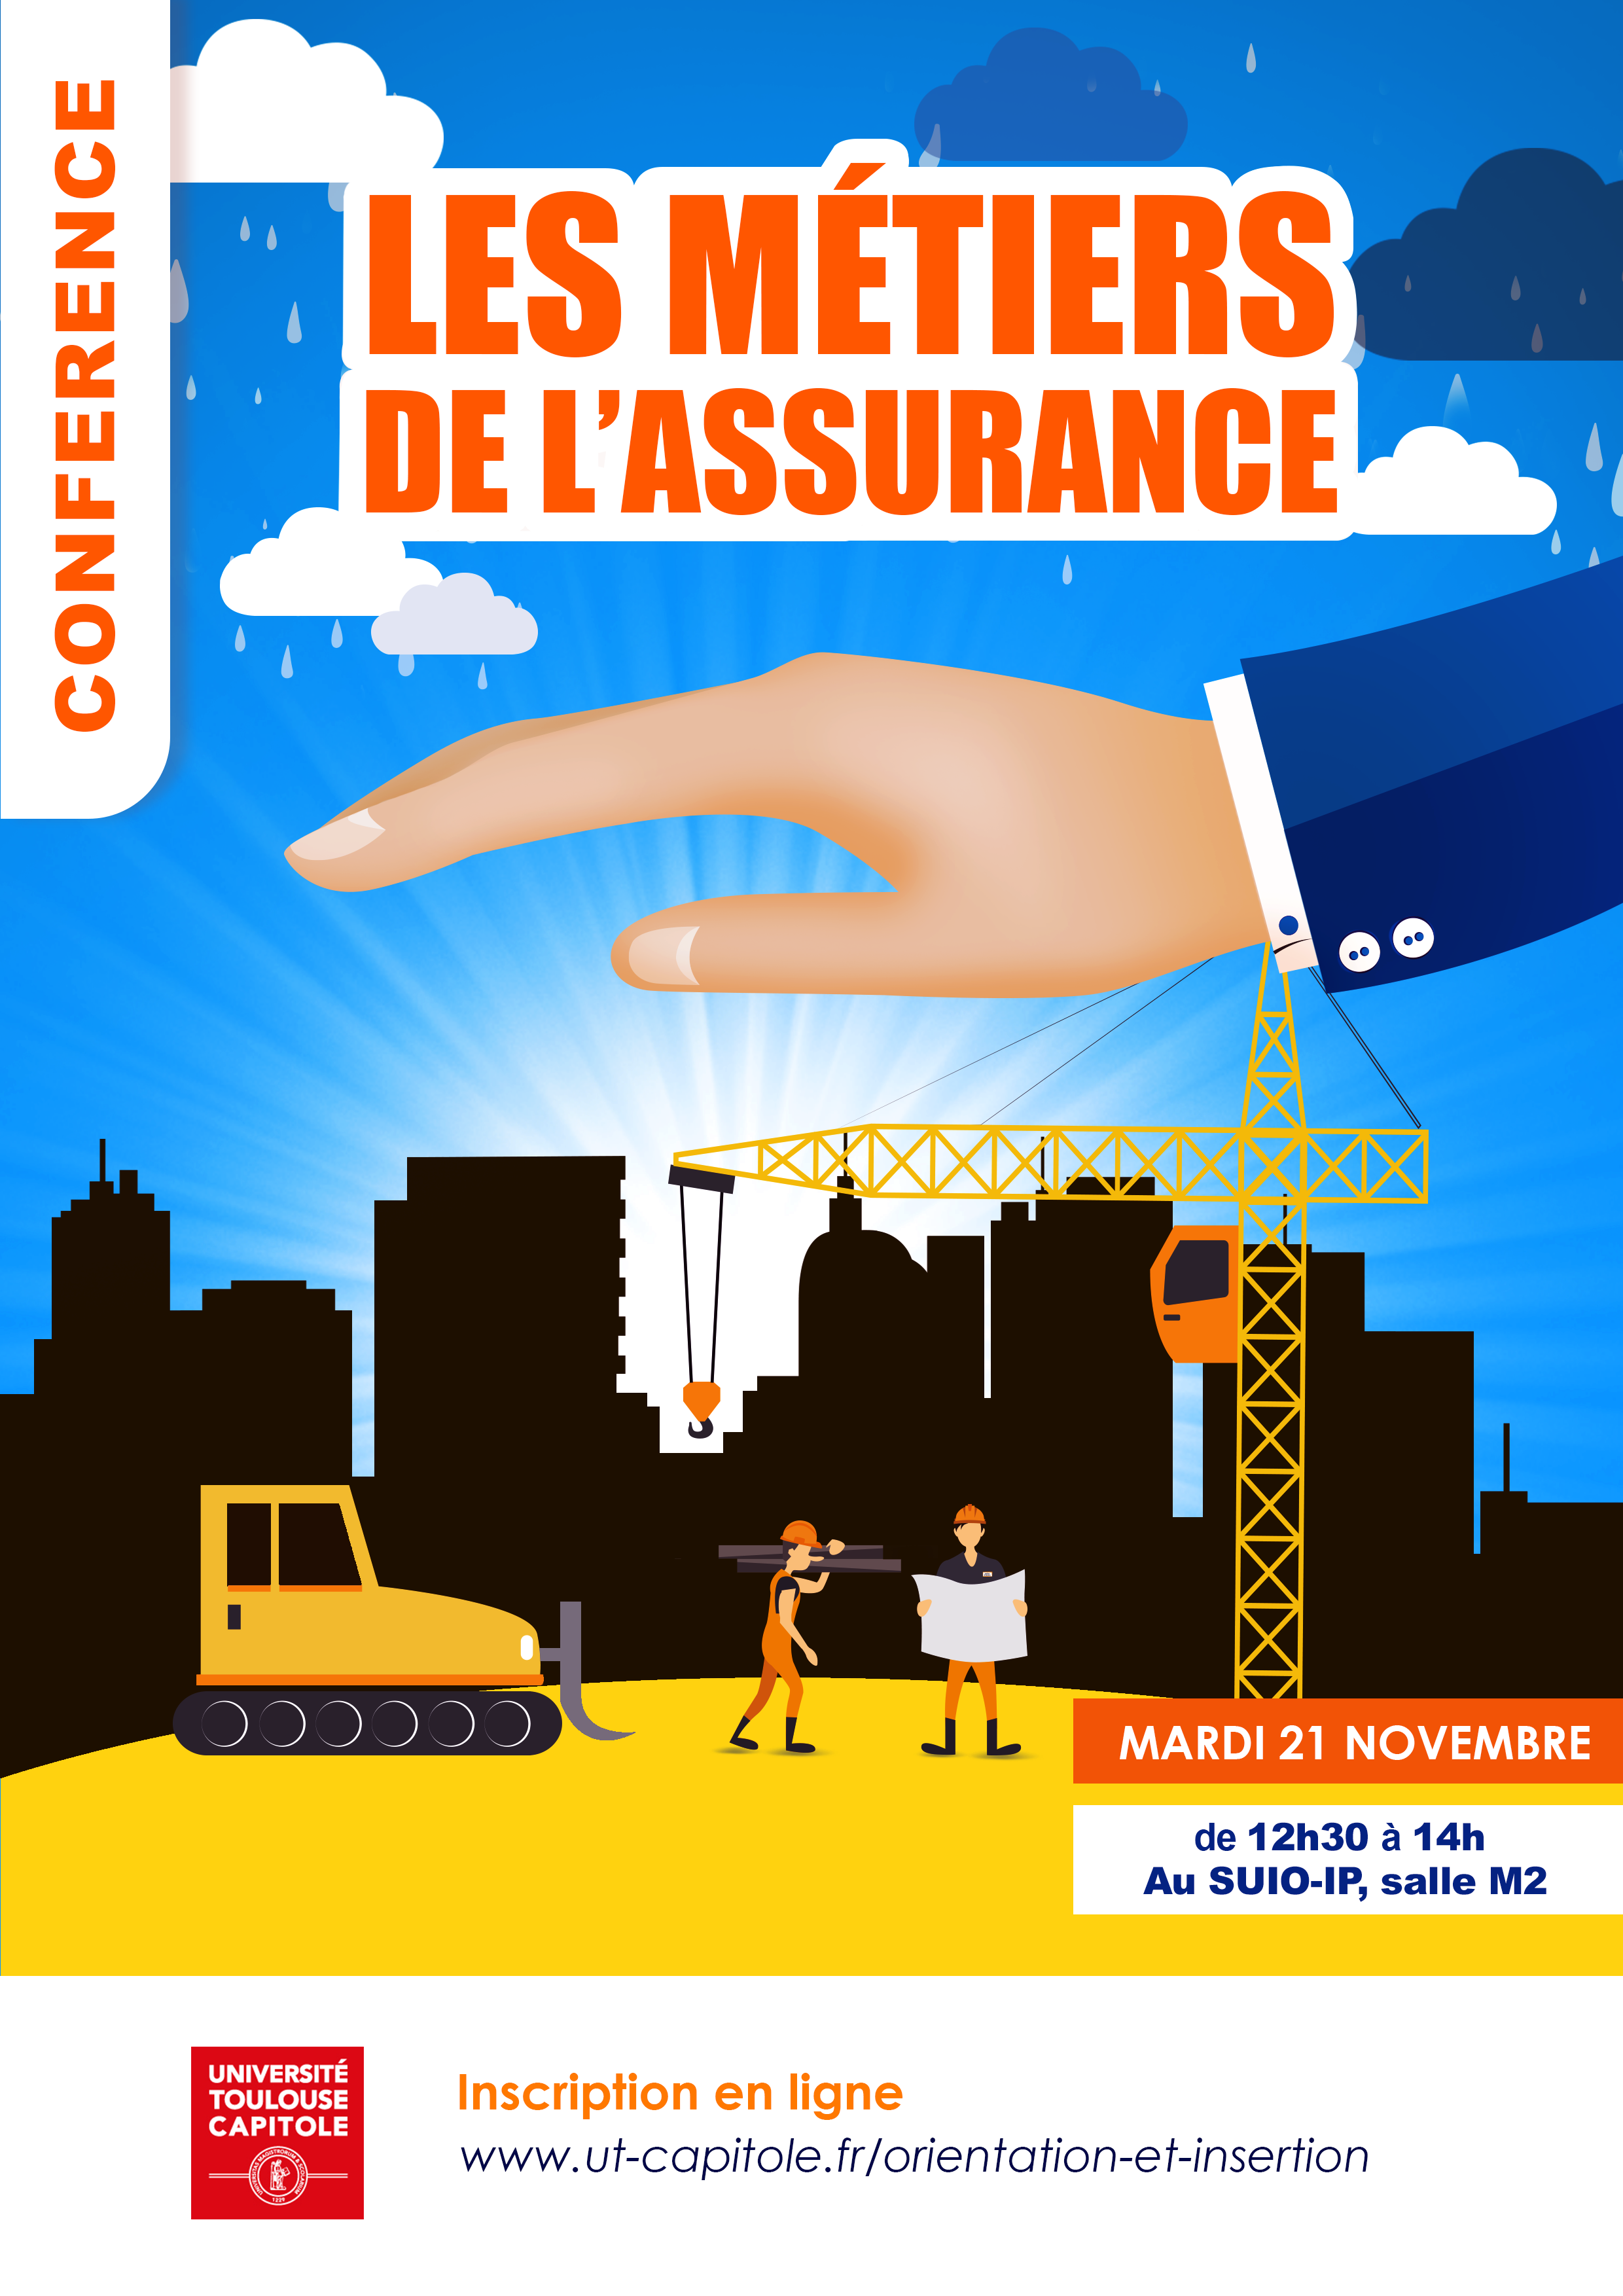 CONFERENCE
LES MÉTIERS
DE L’ASSURANCE
MARDI 21 NOVEMBRE
de 12h30 à 14h
Au SUIO-IP, salle M2
UNIVERSITÉ
TOULOUSE
CAPITOLE
1229
Inscription en ligne
www.ut-capitole.fr/orientation-et-insertion